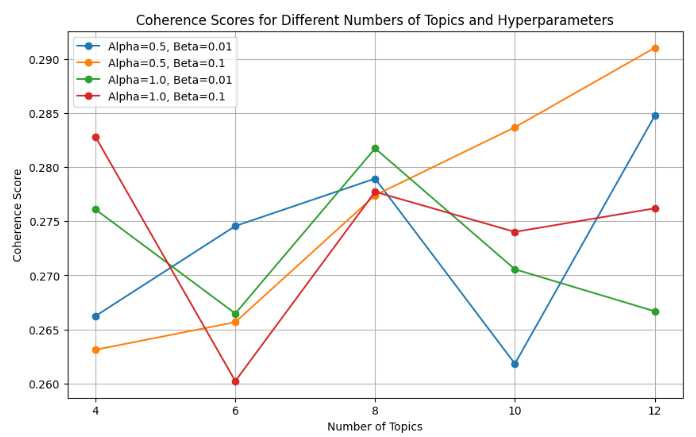 Coherence Scores for Different Numbers of Topics and Hyperparameters
Alpha=0.5, Beta=0.01
Alpha=0.5, Beta=0.1
Alpha=1.0, Beta=0.01
Alpha=1.0, Beta=0.1
Coherence Score
0.290
0.285
0.280
0.275
0.270
0.265
0.260
4 6 8 10 12
Number of Topics